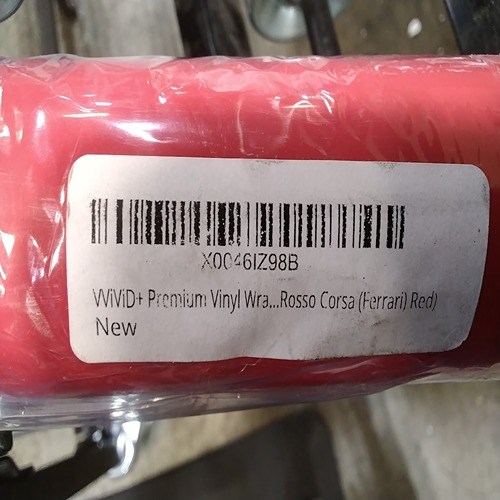 X0046IZ98B
VViViD+ Premium Vinyl Wra...Rosso Corsa (Ferrari) Red)
New